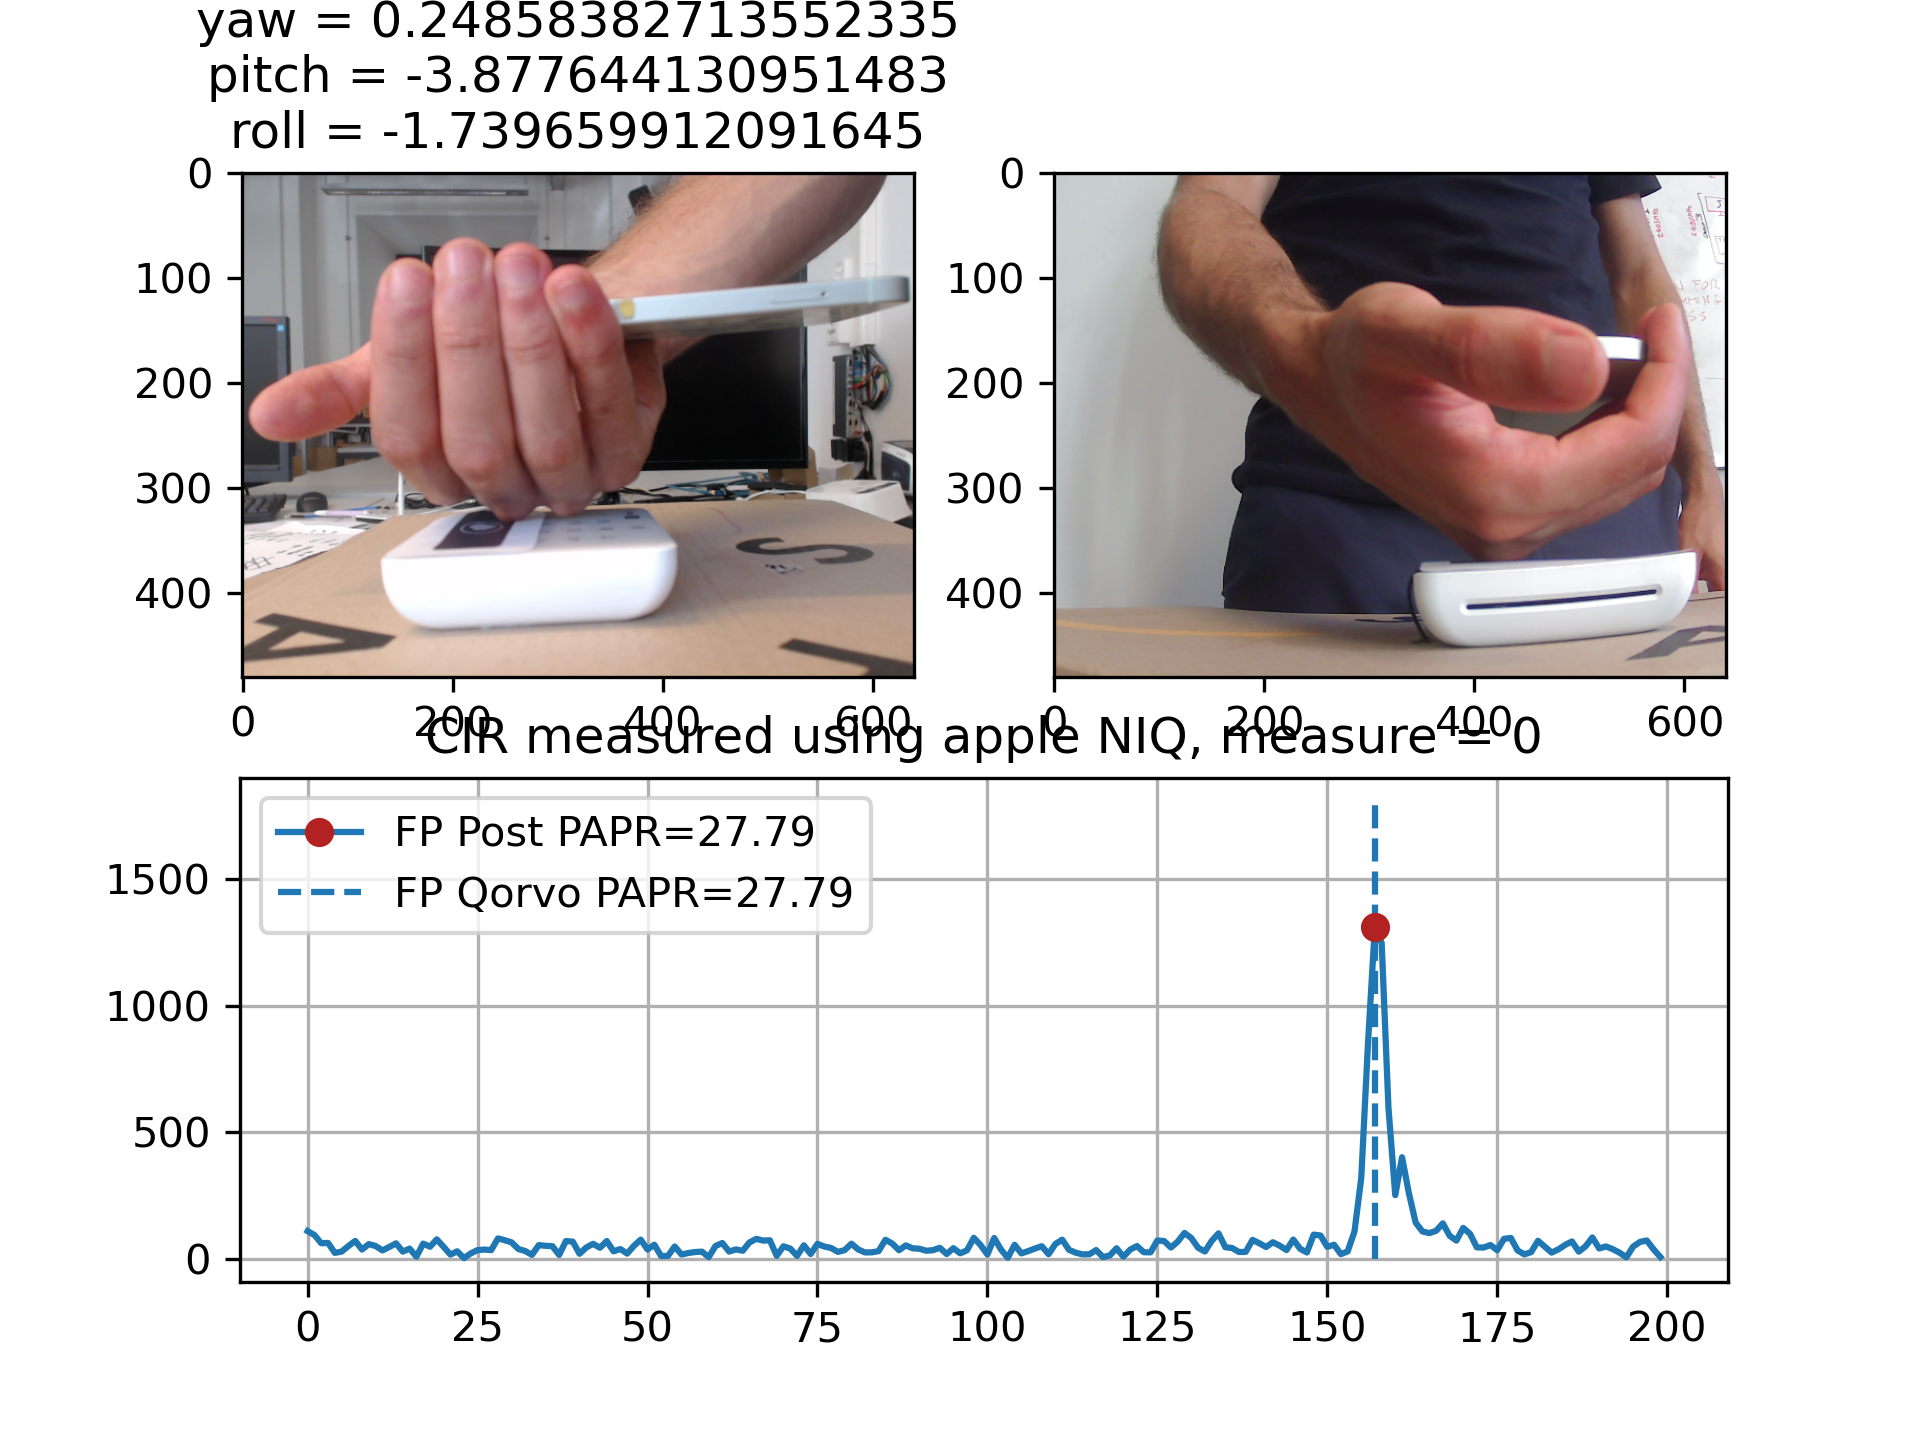 yaw = 0.24858382713552335
pitch = -3.877644130951483
roll = -1.739659912091645
0
100
200
300
400
0 200 400 600
S
A
0
100
200
300
400
0 200 400 600
FOR
CIR measured using apple NIQ, measure = 0
FP Post PAPR=27.79
FP Qorvo PAPR=27.79
1500
1000
500
0
0 25 50 75 100 125 150 175 200